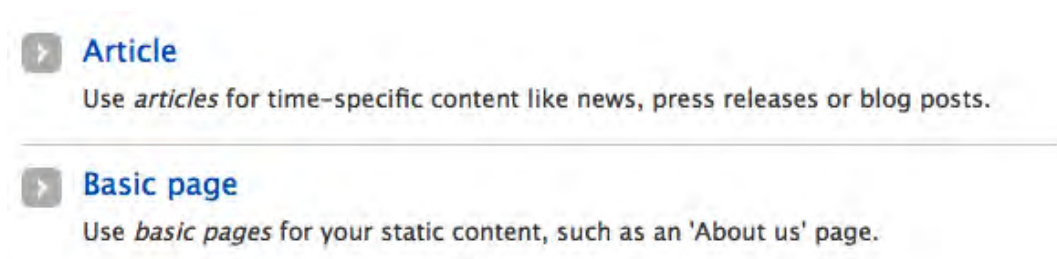 Article
Use articles for time-specific content like news, press releases or blog posts.
Basic page
Use basic pages for your static content, such as an 'About us' page.